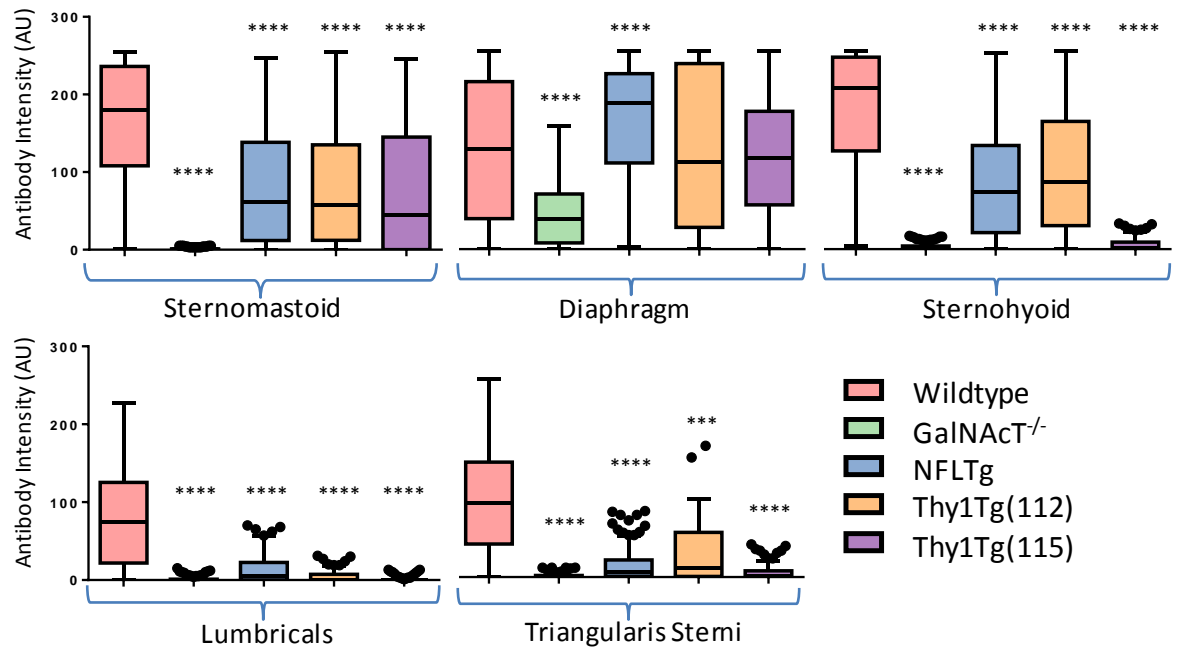 Antibody Intensity (AU)
300
200
100
0
**** **** **** ****
**** ****
**** **** **** ****
Sternomastoid Diaphragm Sternohyoid
Antibody Intensity (AU)
300
200
100
0
**** **** **** ****
**** **** *** ****
Lumbricals Triangularis Sterni
Wildtype
GalNAcT-/-
NFLTg
Thy1Tg(112)
Thy1Tg(115)